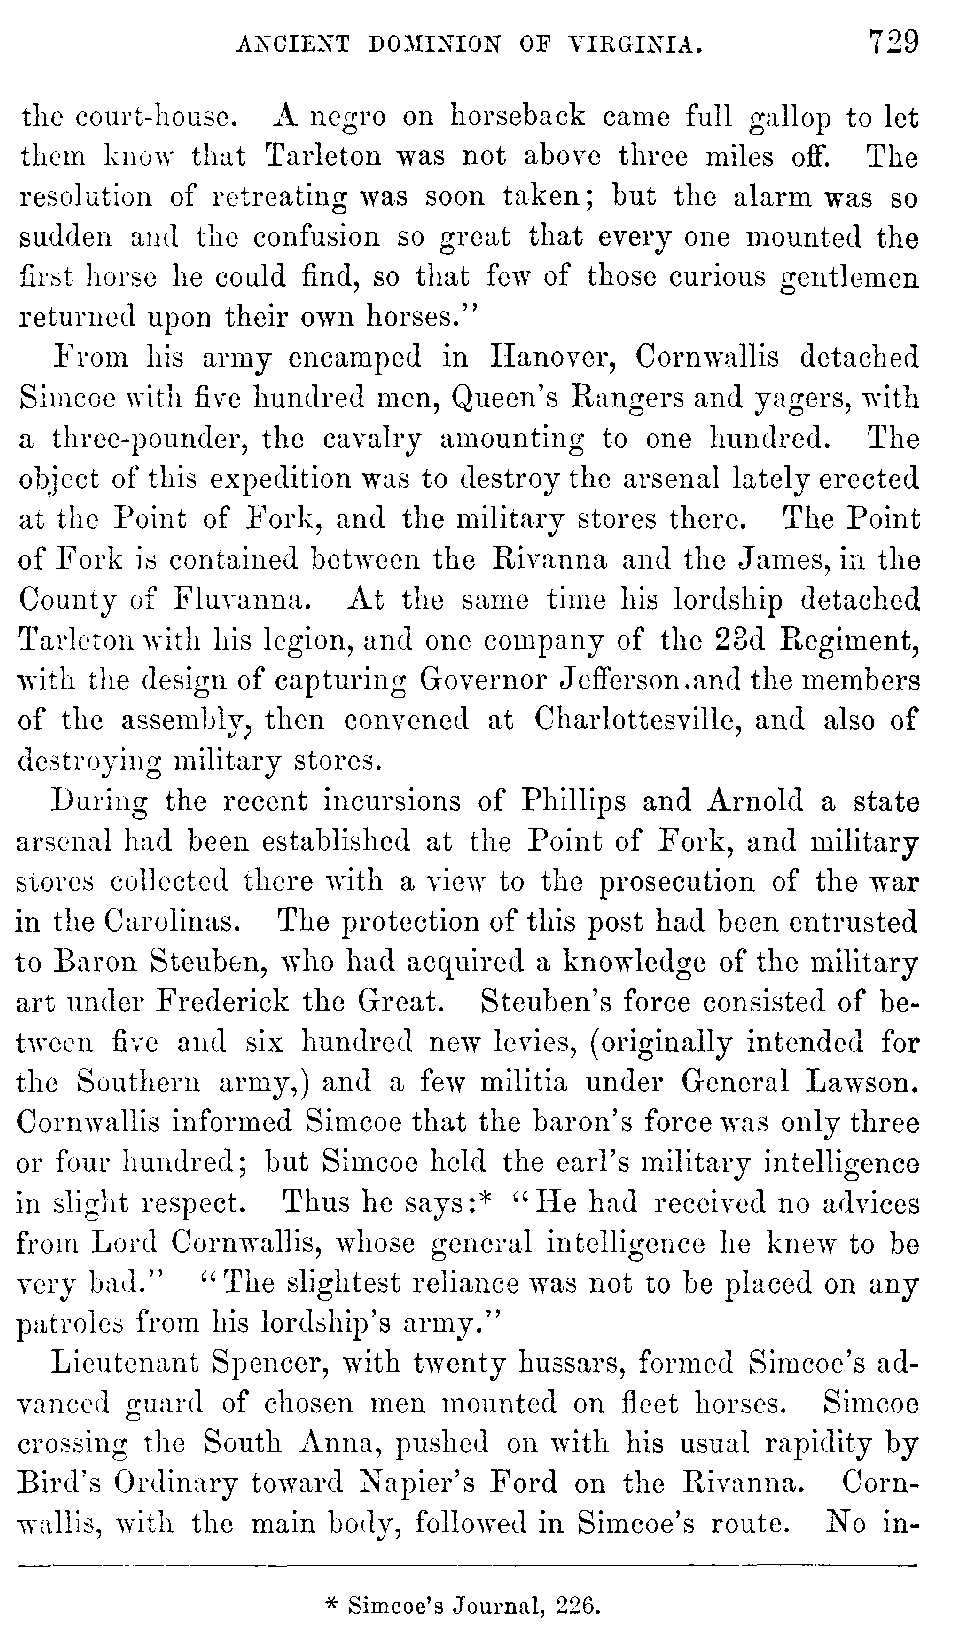 ANCIENT DOMINION OF VIRGINIA. 729
the court-house. A negro on horseback came full gallop to let
them know that Tarleton was not above three miles off. The
resolution of retreating was soon taken; but the alarm was so
sudden and the confusion so great that every one mounted the
first horse he could find, so that few of those curious gentlemen
returned upon their own horses."
From his army encamped in Hanover, Cornwallis detached
Simcoe with five hundred men, Queen's Rangers and yagers, with
a three-pounder, the cavalry amounting to one hundred. The
object of this expedition was to destroy the arsenal lately erected
at the Point of Fork, and the military stores there. The Point
of Fork is contained between the Rivanna and the James, in the
County of Fluvanna. At the same time his lordship detached
Tarleton with his legion, and one company of the 23d Regiment,
with the design of capturing Governor Jefferson.and the members
of the assembly, then convened at Charlottesville, and also of
destroying military stores.
During the recent incursions of Phillips and Arnold a state
arsenal had been established at the Point of Fork, and military
stores collected there with a view to the prosecution of the war
in the Carolinas. The protection of this post had been entrusted
to Baron Steuben, who had acquired a knowledge of the military
art under Frederick the Great. Steuben's force consisted of be-
tween five and six hundred new levies, (originally intended for
the Southern army,) and a few militia under General Lawson.
Cornwallis informed Simcoe that the baron's force was only three
or four hundred; but Simcoe held the earl's military intelligence
in slight respect. Thus he says:* "He had received no advices
from Lord Cornwallis, whose general intelligence he knew to be
very bad." "The slightest reliance was not to be placed on any
patroles from his lordship's army."
Lieutenant Spencer, with twenty hussars, formed Simcoe's ad-
vanced guard of chosen men mounted on fleet horses. Simcoe
crossing the South Anna, pushed on with his usual rapidity by
Bird's Ordinary toward Napier's Ford on the Rivanna. Corn-
wallis, with the main body, followed in Simcoe's route. No in-
* Simcoe's Journal, 226.